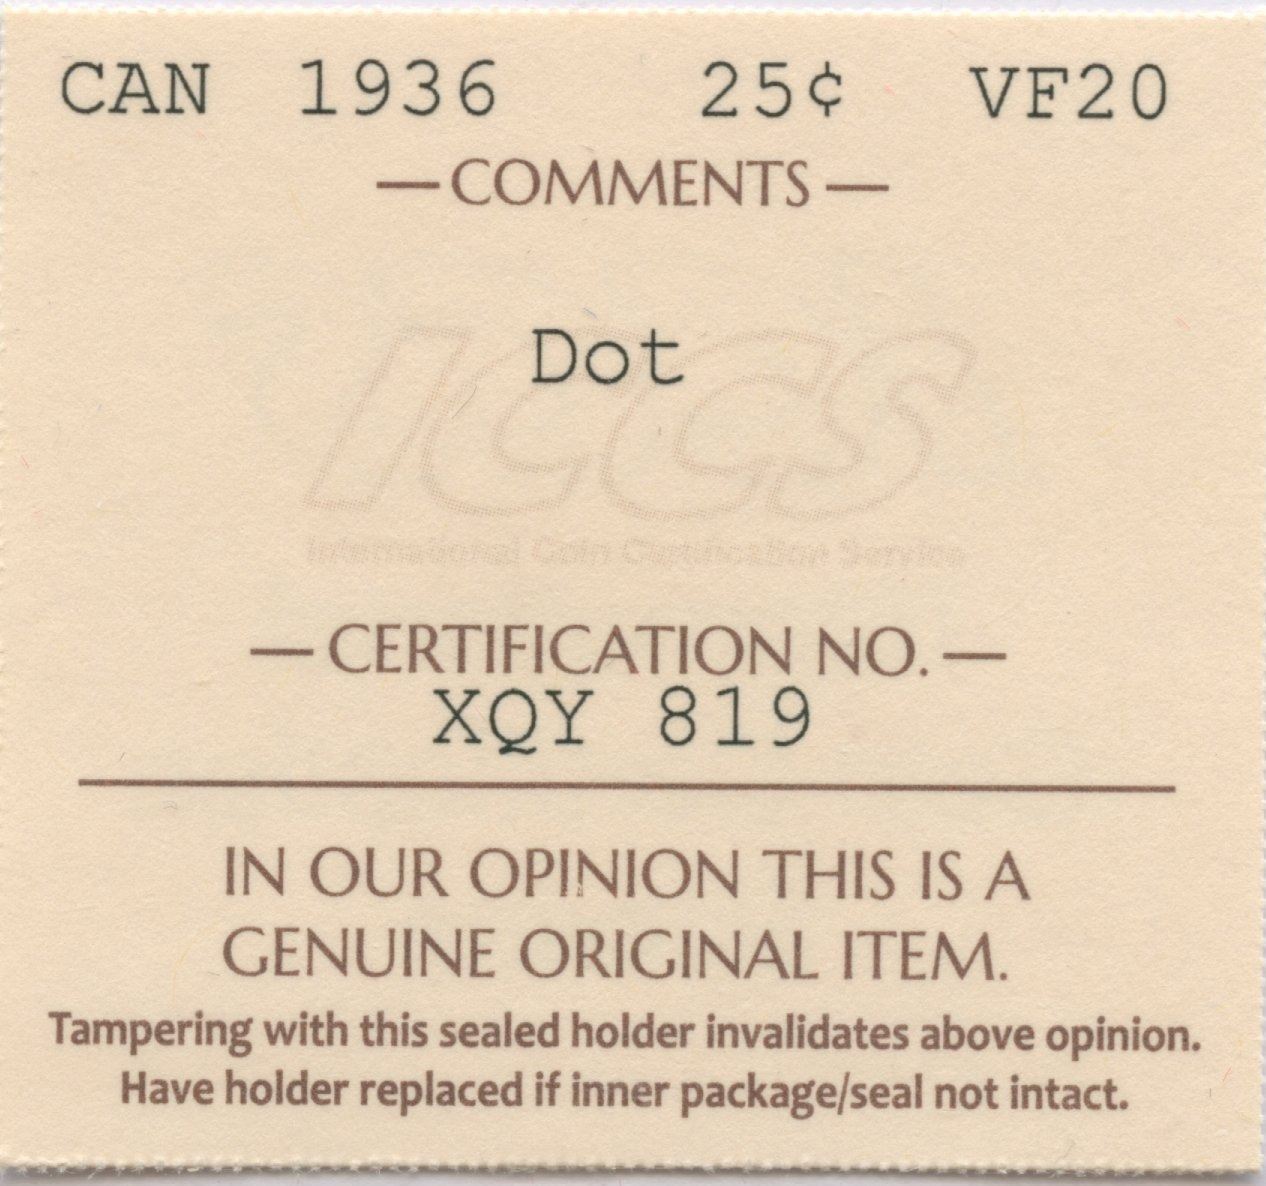 CAN 1936 25¢ VF20
—COMMENTS—
Dot
ICCS
International Coin Certification Service
—CERTIFICATION NO.—
XQY 819
IN OUR OPINION THIS IS A
GENUINE ORIGINAL ITEM.
Tampering with this sealed holder invalidates above opinion.
Have holder replaced if inner package/seal not intact.